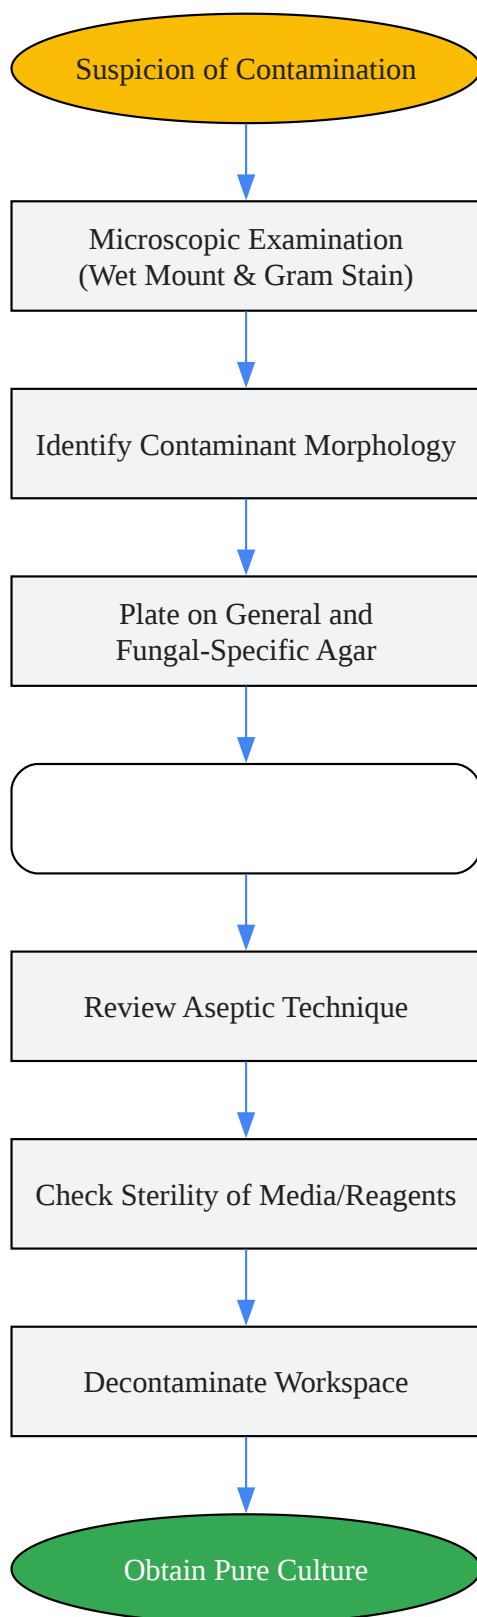 Suspicion of Contamination
Microscopic Examination
(Wet Mount & Gram Stain)
Identify Contaminant Morphology
Plate on General and
Fungal-Specific Agar
Review Aseptic Technique
Check Sterility of Media/Reagents
Decontaminate Workspace
Obtain Pure Culture